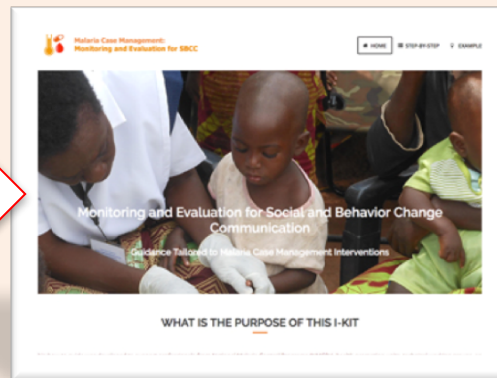 Malaria Case Management:
Monitoring and Evaluation for SBCC
HOME STEP-BY-STEP EXAMPLE
Monitoring and Evaluation for Social and Behavior Change
Communication
Guidance Tailored to Malaria Case Management Interventions
WHAT IS THE PURPOSE OF THIS I-KIT